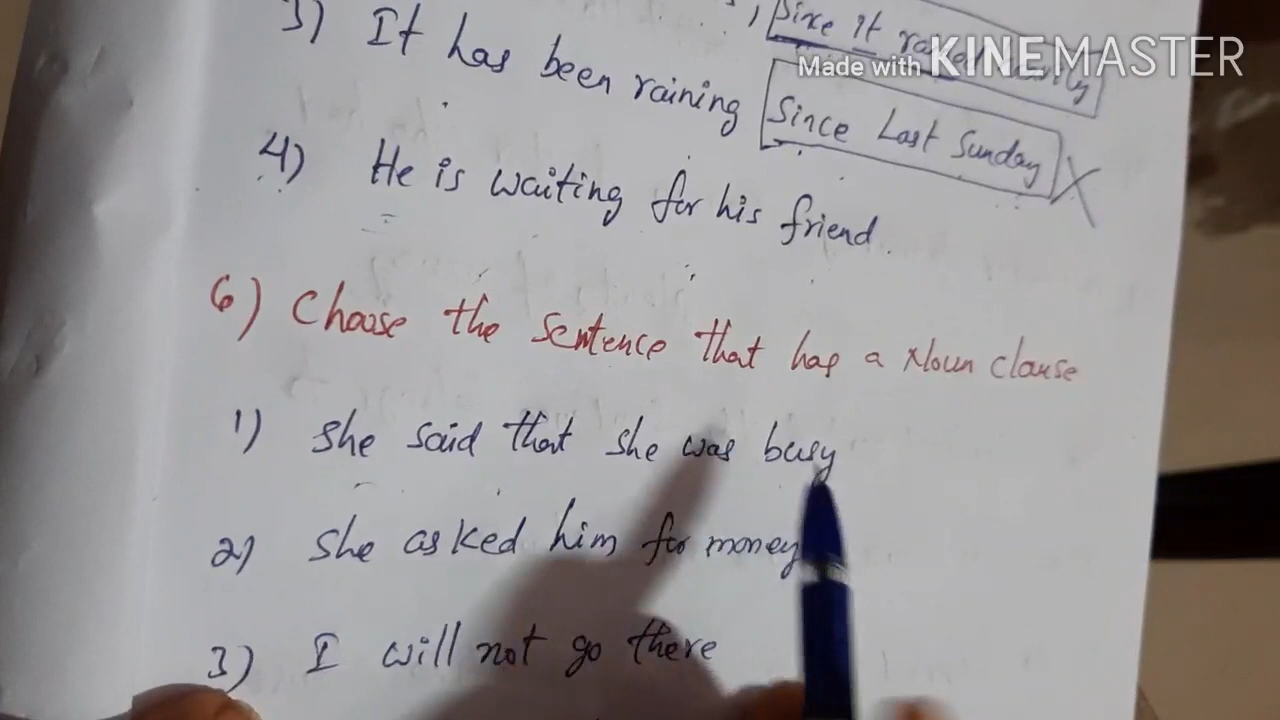 Since it
Made with KINEMASTER
3) It has been raining Since Last Sunday X
4) He is waiting for his friend.
6) Choose the sentence that has a Noun clause
1) she said that she was busy
2) she asked him for money
3) I will not go there